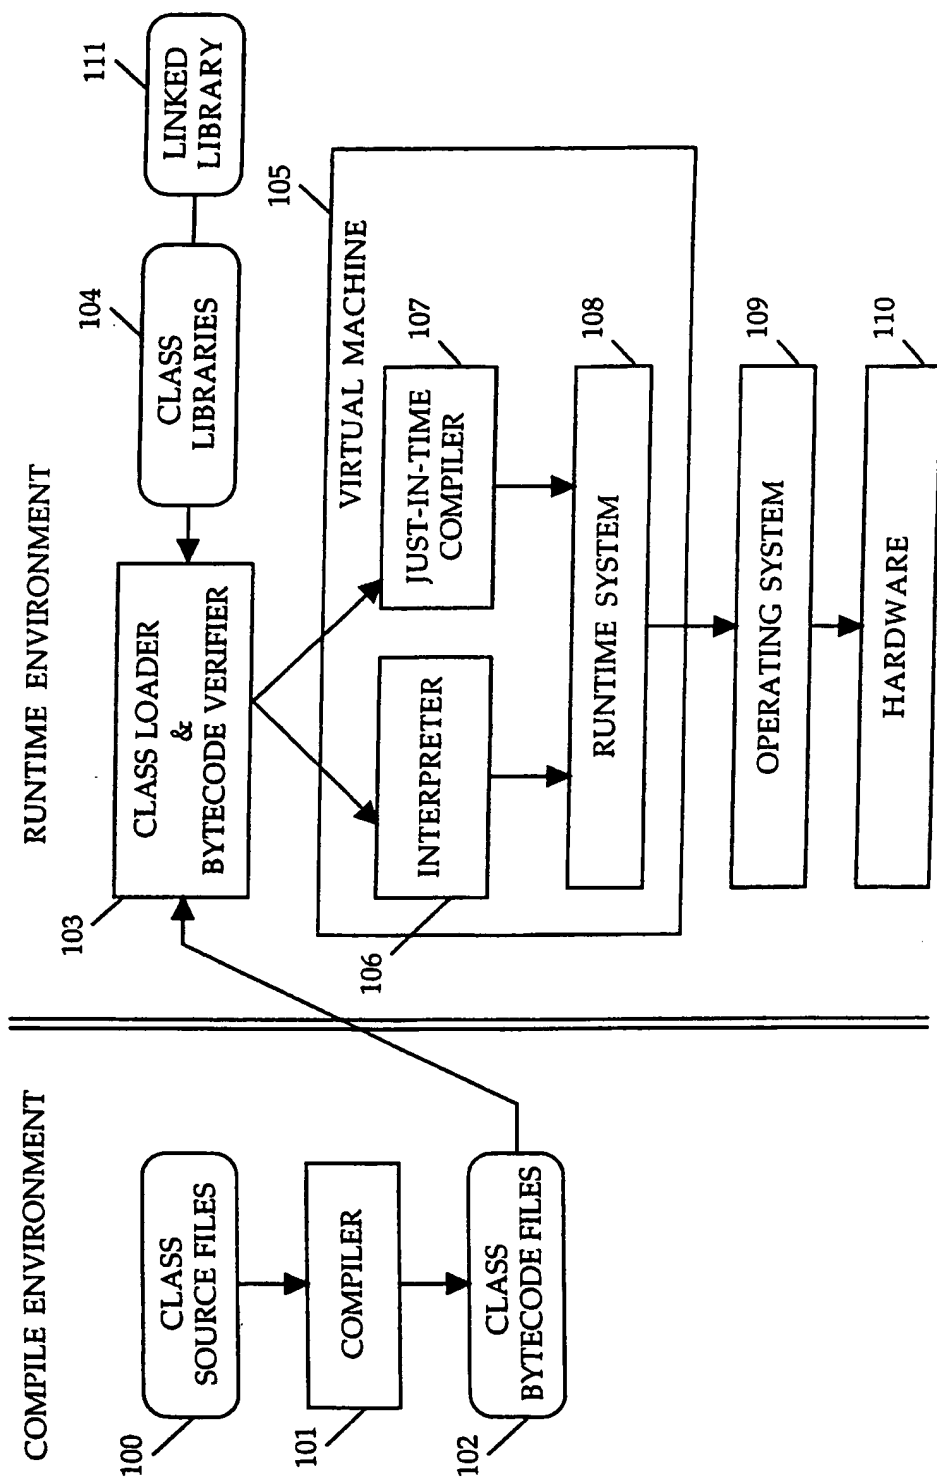 COMPILE ENVIRONMENT
100
CLASS
SOURCE FILES
101
COMPILER
102
CLASS
BYTECODE FILES
RUNTIME ENVIRONMENT
103
CLASS LOADER
&
BYTECODE VERIFIER
104
CLASS
LIBRARIES
111
LINKED
LIBRARY
105
VIRTUAL MACHINE
106
INTERPRETER
107
JUST-IN-TIME
COMPILER
108
RUNTIME SYSTEM
109
OPERATING SYSTEM
110
HARDWARE